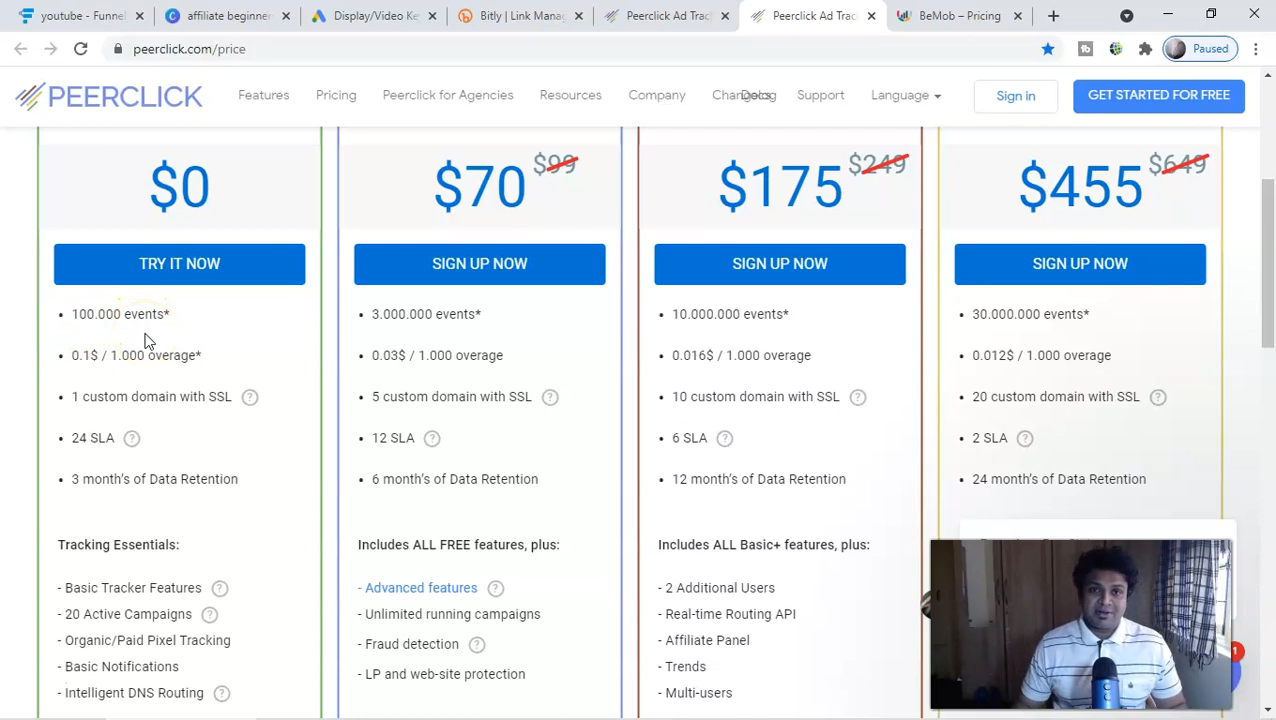 youtube - Funnel
affiliate beginner
Display/Video Ke
Bitly | Link Mana
Peerclick Ad Trac
Peerclick Ad Trac
BeMob – Pricing
peerclick.com/price
Paused
PEERCLICK
Features
Pricing
Peerclick for Agencies
Resources
Company
Changelog
Docs
Support
Language
Sign in
GET STARTED FOR FREE
$0
TRY IT NOW
• 100.000 events*
• 0.1$ / 1.000 overage*
• 1 custom domain with SSL ?
• 24 SLA ?
• 3 month's of Data Retention
Tracking Essentials:
- Basic Tracker Features ?
- 20 Active Campaigns ?
- Organic/Paid Pixel Tracking
- Basic Notifications
- Intelligent DNS Routing ?
$70 $99
SIGN UP NOW
• 3.000.000 events*
• 0.03$ / 1.000 overage
• 5 custom domain with SSL ?
• 12 SLA ?
• 6 month's of Data Retention
Includes ALL FREE features, plus:
- Advanced features ?
- Unlimited running campaigns
- Fraud detection ?
- LP and web-site protection
$175 $249
SIGN UP NOW
• 10.000.000 events*
• 0.016$ / 1.000 overage
• 10 custom domain with SSL ?
• 6 SLA ?
• 12 month's of Data Retention
Includes ALL Basic+ features, plus:
- 2 Additional Users
- Real-time Routing API
- Affiliate Panel
- Trends
- Multi-users
$455 $649
SIGN UP NOW
• 30.000.000 events*
• 0.012$ / 1.000 overage
• 20 custom domain with SSL ?
• 2 SLA ?
• 24 month's of Data Retention
1